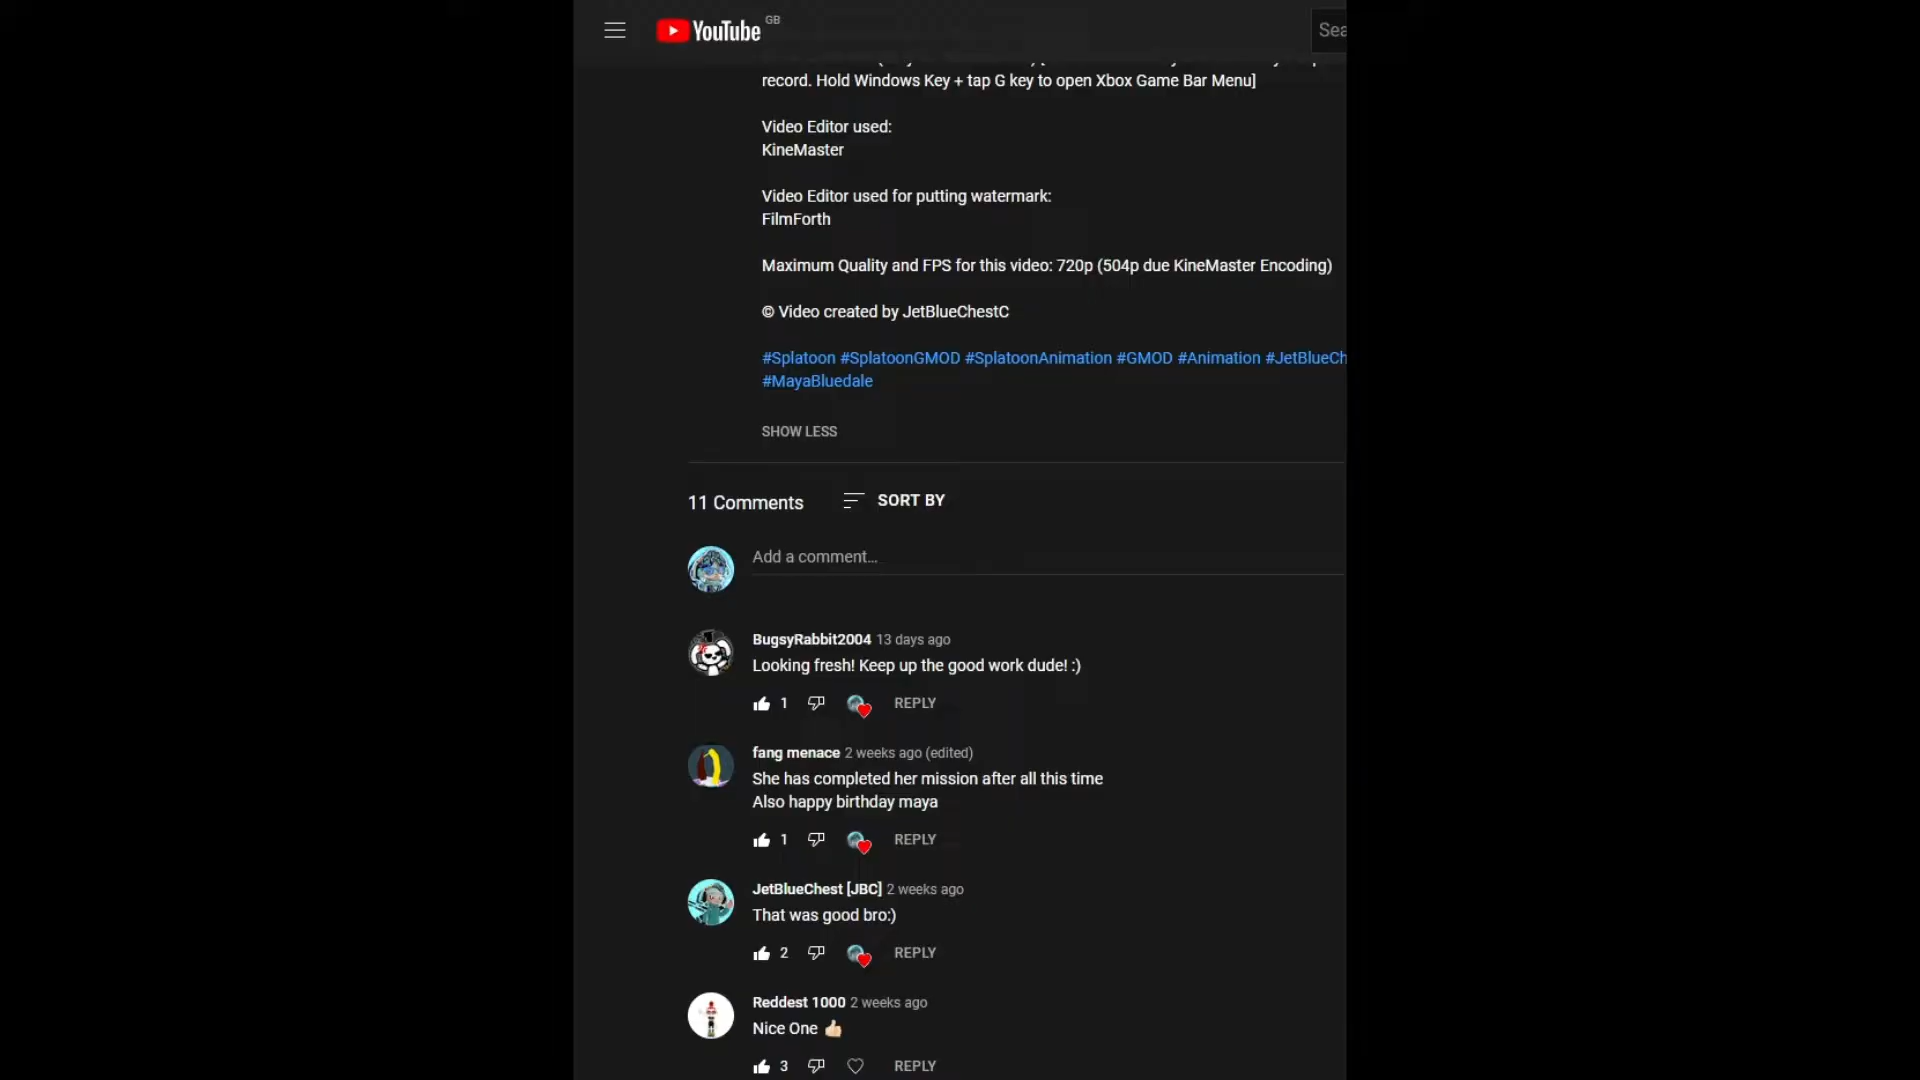 YouTube GB
Sea
record. Hold Windows Key + tap G key to open Xbox Game Bar Menu]
Video Editor used:
KineMaster
Video Editor used for putting watermark:
FilmForth
Maximum Quality and FPS for this video: 720p (504p due KineMaster Encoding)
© Video created by JetBlueChestC
#Splatoon #SplatoonGMOD #SplatoonAnimation #GMOD #Animation #JetBlueCh
#MayaBluedale
SHOW LESS
11 Comments SORT BY
Add a comment...
BugsyRabbit2004 13 days ago
Looking fresh! Keep up the good work dude! :)
1 REPLY
fang menace 2 weeks ago (edited)
She has completed her mission after all this time
Also happy birthday maya
1 REPLY
JetBlueChest [JBC] 2 weeks ago
That was good bro:)
2 REPLY
Reddest 1000 2 weeks ago
Nice One 👍🏻
3 REPLY